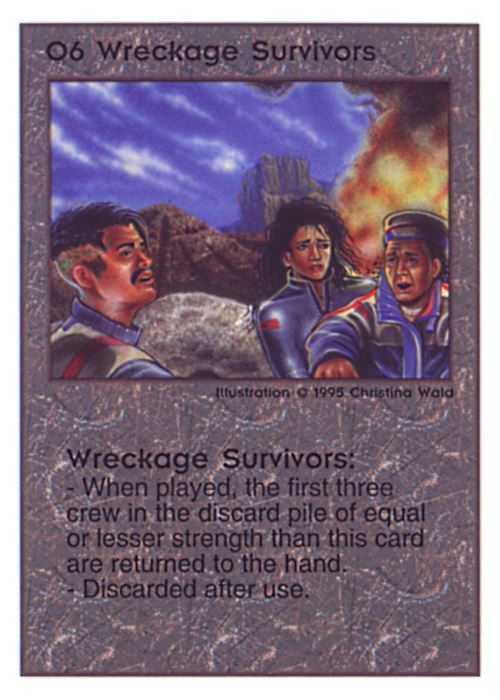 06 Wreckage Survivors
Illustration © 1995 Christina Wald
Wreckage Survivors:
- When played, the first three
crew in the discard pile of equal
or lesser strength than this card
are returned to the hand.
- Discarded after use.